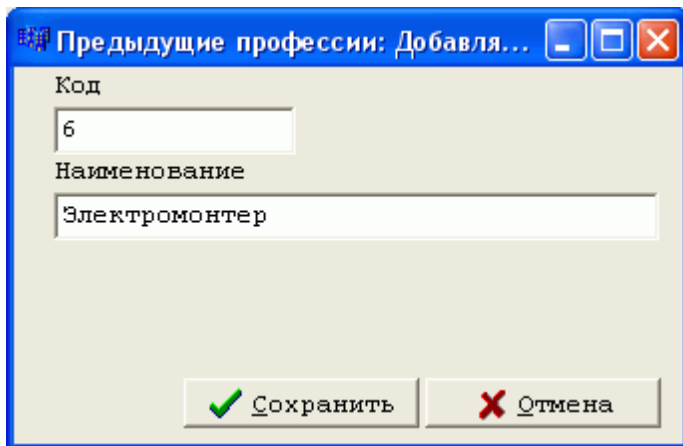 Предыдущие профессии: Добавля...
Код
6
Наименование
Электромонтер
Сохранить
Отмена